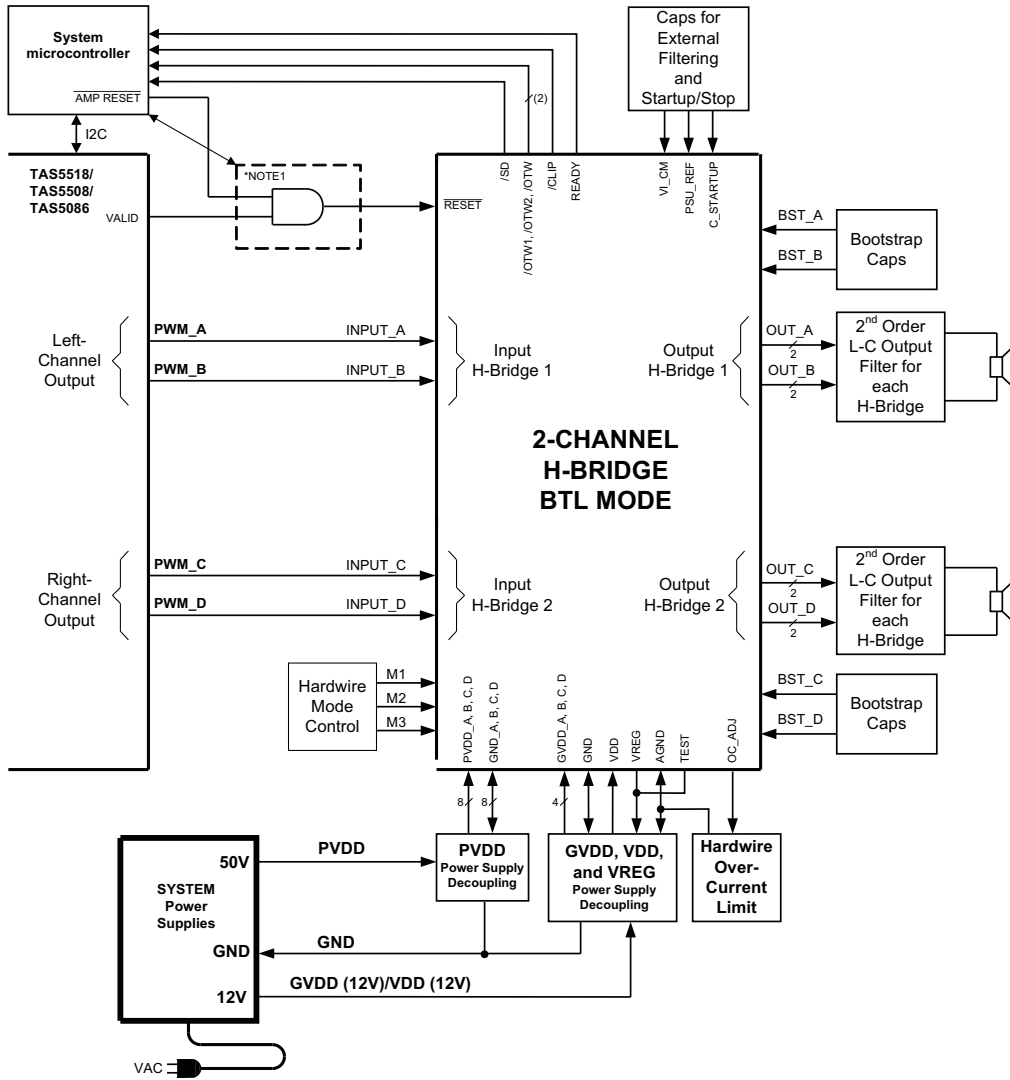 System
microcontroller
AMP RESET
I2C
TAS5518/
TAS5508/
TAS5086
VALID
*NOTE1
(2)
Caps for
External
Filtering
and
Startup/Stop
RESET
/SD
/OTW1, /OTW2, /OTW
/CLIP
READY
VI_CM
PSU_REF
C_STARTUP
BST_A
BST_B
Bootstrap
Caps
Left-
Channel
Output
PWM_A
INPUT_A
PWM_B
INPUT_B
Input
H-Bridge 1
Output
H-Bridge 1
OUT_A
2
OUT_B
2
2nd Order
L-C Output
Filter for
each
H-Bridge
2-CHANNEL
H-BRIDGE
BTL MODE
Right-
Channel
Output
PWM_C
INPUT_C
PWM_D
INPUT_D
Input
H-Bridge 2
Output
H-Bridge 2
OUT_C
2
OUT_D
2
2nd Order
L-C Output
Filter for
each
H-Bridge
Hardwire
Mode
Control
M1
M2
M3
PVDD_A, B, C, D
GND_A, B, C, D
GVDD_A, B, C, D
GND
VDD
VREG
AGND
TEST
OC_ADJ
BST_C
BST_D
Bootstrap
Caps
8
8
4
50V
PVDD
PVDD
Power Supply
Decoupling
GVDD, VDD,
and VREG
Power Supply
Decoupling
Hardwire
Over-
Current
Limit
SYSTEM
Power
Supplies
GND
GND
12V
GVDD (12V)/VDD (12V)
VAC